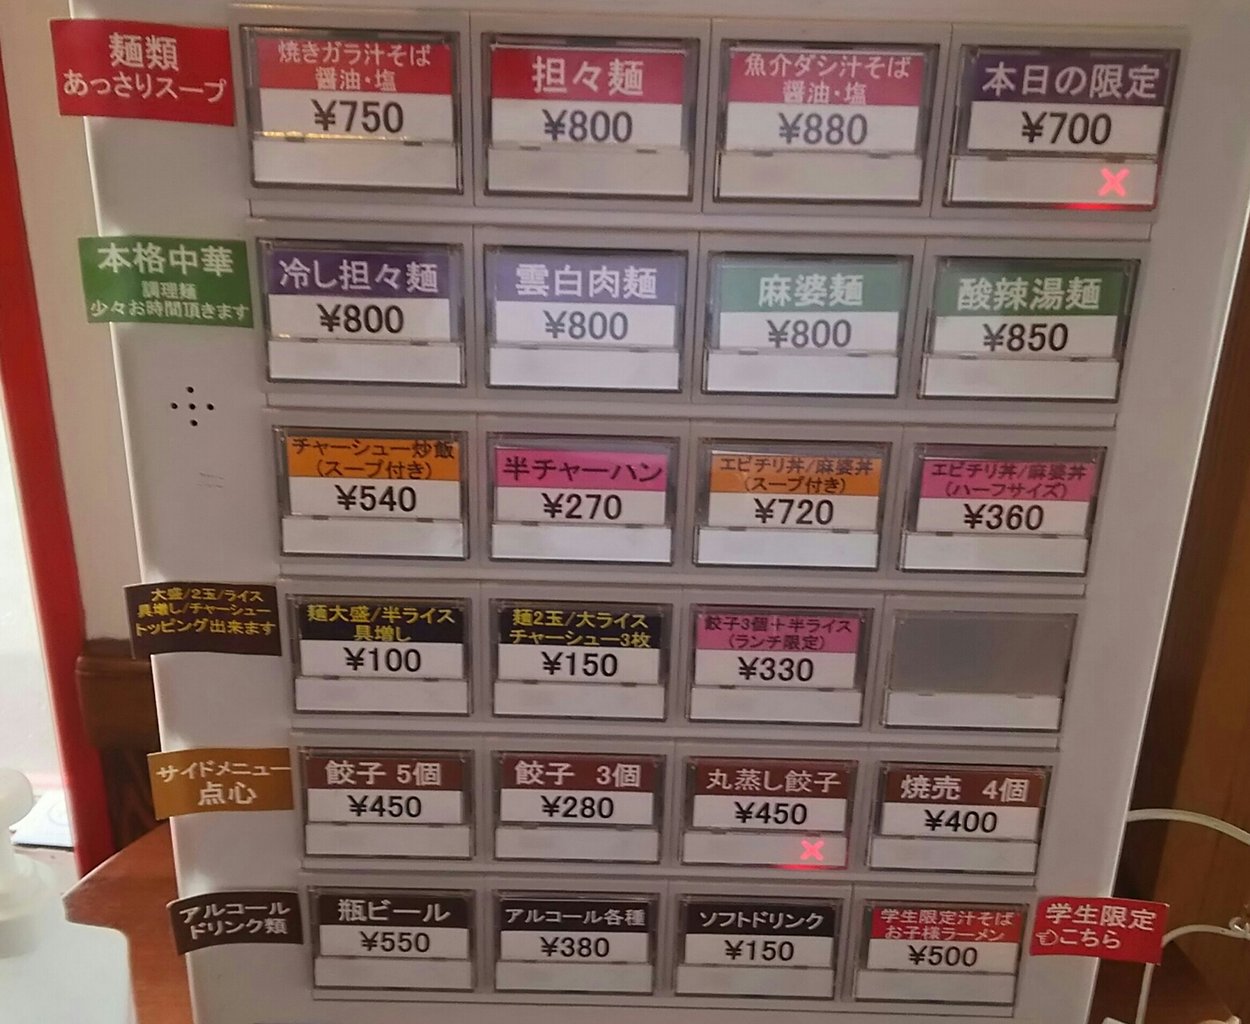 麺類
あっさりスープ
焼きガラ汁そば
醤油・塩
¥750
担々麺
¥800
魚介ダシ汁そば
醤油・塩
¥880
本日の限定
¥700
本格中華
調理麺
少々お時間頂きます
冷し担々麺
¥800
雲白肉麺
¥800
麻婆麺
¥800
酸辣湯麺
¥850
チャーシュー炒飯
(スープ付き)
¥540
半チャーハン
¥270
エビチリ丼/麻婆丼
(スープ付き)
¥720
エビチリ丼/麻婆丼
(ハーフサイズ)
¥360
大盛/2玉/ライス
具増し/チャーシュー
トッピング出来ます
麺大盛/半ライス
具増し
¥100
麺2玉/大ライス
チャーシュー3枚
¥150
餃子3個+半ライス
(ランチ限定)
¥330
サイドメニュー
点心
餃子 5個
¥450
餃子 3個
¥280
丸蒸し餃子
¥450
焼売 4個
¥400
アルコール
ドリンク類
瓶ビール
¥550
アルコール各種
¥380
ソフトドリンク
¥150
学生限定汁そば
お子様ラーメン
¥500
学生限定
こちら